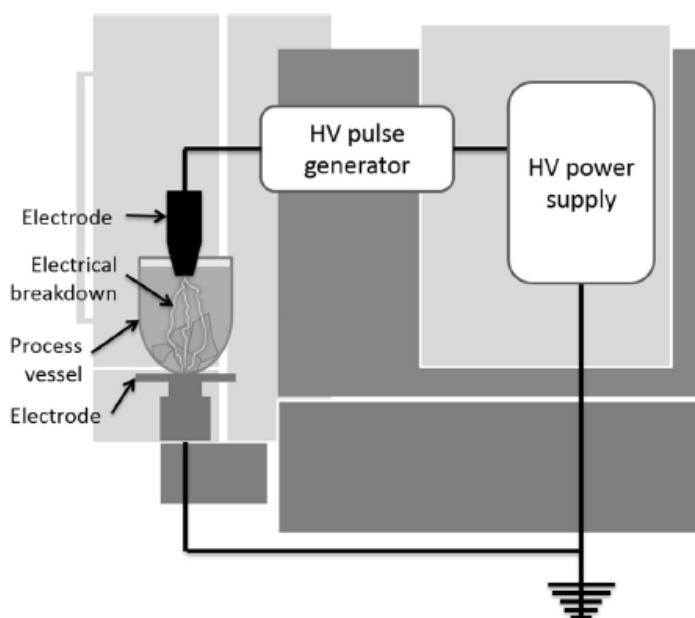 HV pulse
generator
HV power
supply
Electrode
Electrical
breakdown
Process
vessel
Electrode